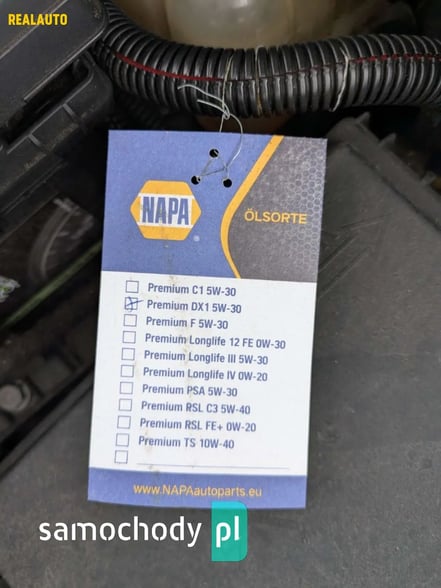 REALAUTO
NAPA
®
ÖLSORTE
Premium C1 5W-30
Premium DX1 5W-30
Premium F 5W-30
Premium Longlife 12 FE 0W-30
Premium Longlife III 5W-30
Premium Longlife IV 0W-20
Premium PSA 5W-30
Premium RSL C3 5W-40
Premium RSL FE+ 0W-20
Premium TS 10W-40
www.NAPAautoparts.eu
samochody pl